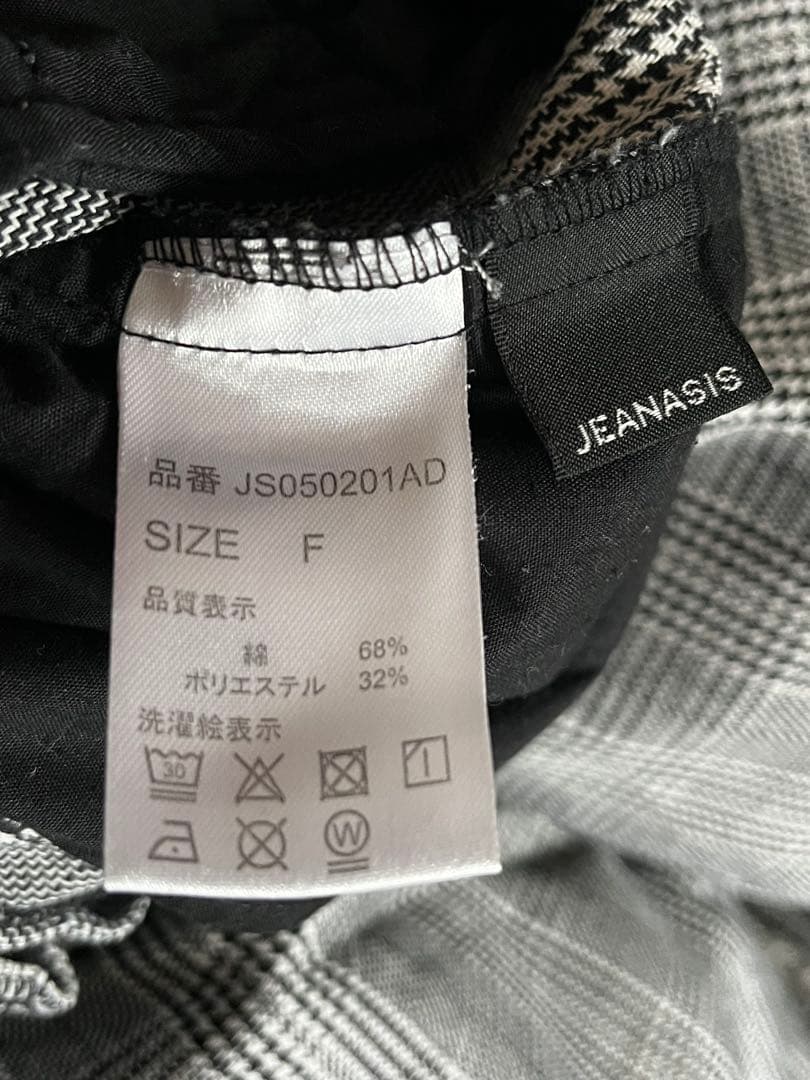 品番 JS050201AD
SIZE F
品質表示
綿 68%
ポリエステル 32%
洗濯絵表示
30
W
JEANASIS